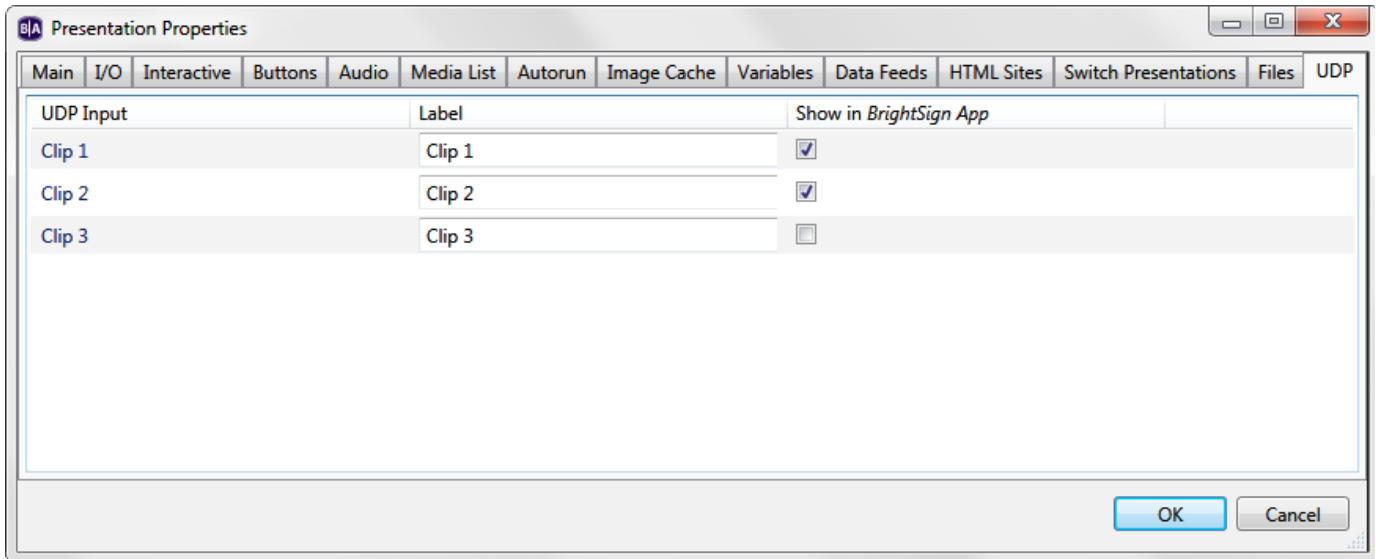 B|A Presentation Properties
Main I/O Interactive Buttons Audio Media List Autorun Image Cache Variables Data Feeds HTML Sites Switch Presentations Files UDP
UDP Input Label Show in BrightSign App
Clip 1 Clip 1
Clip 2 Clip 2
Clip 3 Clip 3
OK Cancel